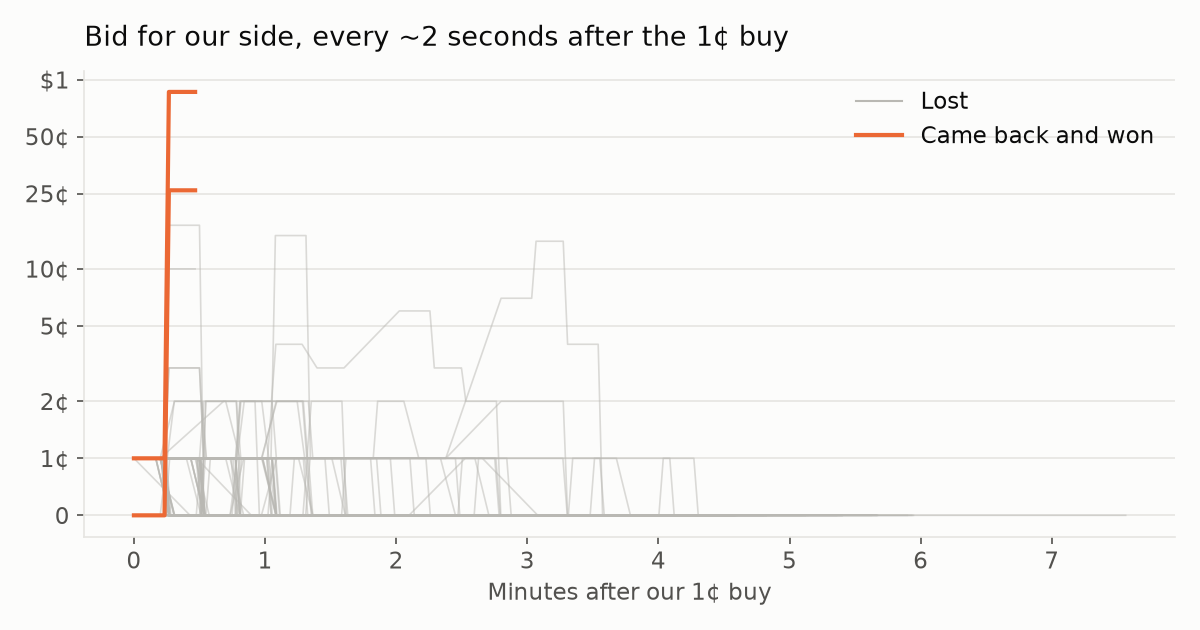 Bid for our side, every ~2 seconds after the 1¢ buy
$1
50¢
25¢
10¢
5¢
2¢
1¢
0
Lost
Came back and won
0 1 2 3 4 5 6 7
Minutes after our 1¢ buy